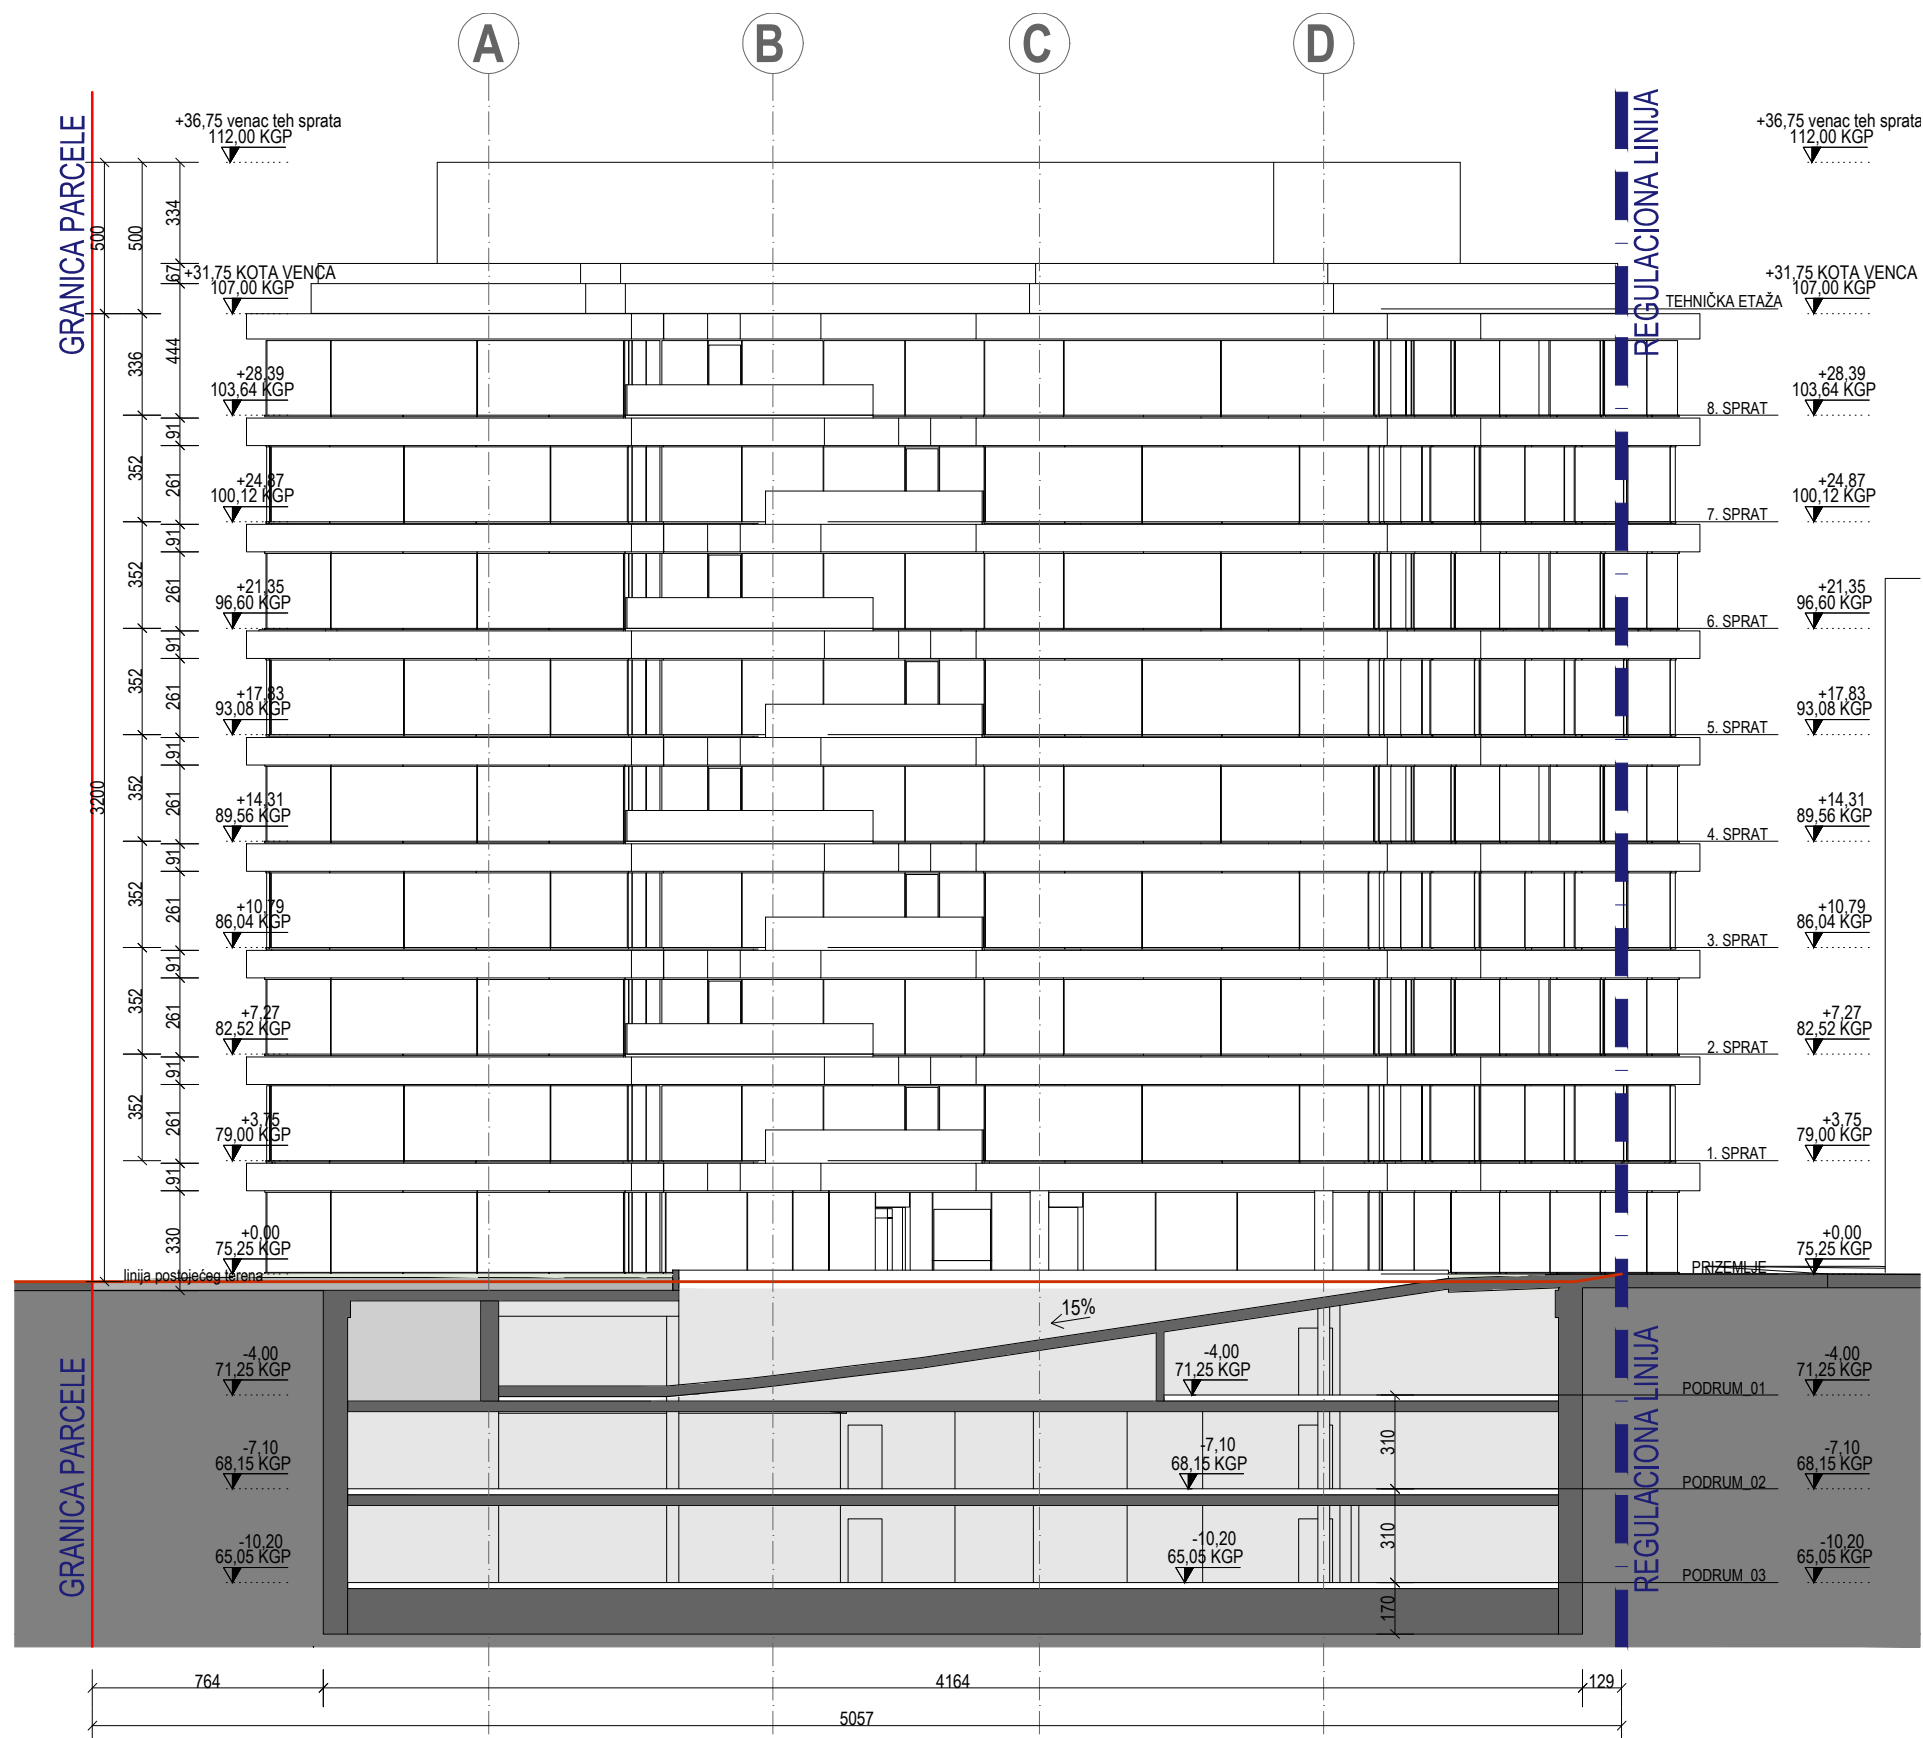 A
B
C
D
GRANICA PARCELE
REGULACIONA LINIJA
+36,75 venac teh sprata
112,00 KGP
+36,75 venac teh sprata
112,00 KGP
500
500
334
67
+31,75 KOTA VENCA
107,00 KGP
+31,75 KOTA VENCA
107,00 KGP
TEHNIČKA ETAŽA
336
444
+28,39
103,64 KGP
8. SPRAT
+28,39
103,64 KGP
91
352
261
+24,87
100,12 KGP
7. SPRAT
+24,87
100,12 KGP
91
352
261
+21,35
96,60 KGP
6. SPRAT
+21,35
96,60 KGP
91
352
261
+17,83
93,08 KGP
5. SPRAT
+17,83
93,08 KGP
91
3200
352
261
+14,31
89,56 KGP
4. SPRAT
+14,31
89,56 KGP
91
352
261
+10,79
86,04 KGP
3. SPRAT
+10,79
86,04 KGP
91
352
261
+7,27
82,52 KGP
2. SPRAT
+7,27
82,52 KGP
91
352
261
+3,75
79,00 KGP
1. SPRAT
+3,75
79,00 KGP
91
330
+0,00
75,25 KGP
PRIZEMLJE
+0,00
75,25 KGP
linija postojećeg terena
15%
GRANICA PARCELE
REGULACIONA LINIJA
-4,00
71,25 KGP
-4,00
71,25 KGP
PODRUM_01
-4,00
71,25 KGP
310
-7,10
68,15 KGP
-7,10
68,15 KGP
PODRUM_02
-7,10
68,15 KGP
310
-10,20
65,05 KGP
-10,20
65,05 KGP
PODRUM_03
-10,20
65,05 KGP
170
764
4164
129
5057